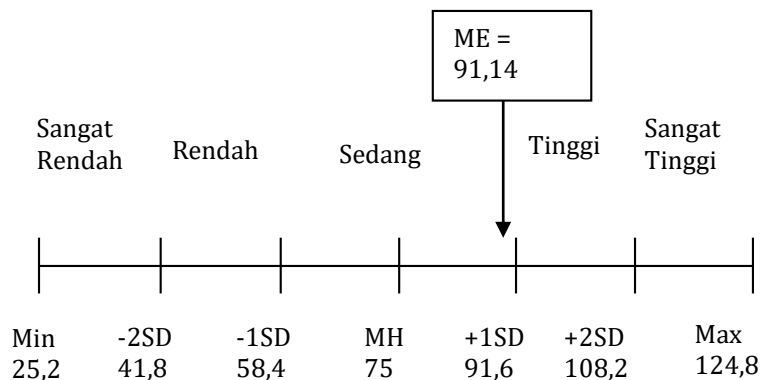 ME =
91,14
Sangat
Rendah
Rendah
Sedang
Tinggi
Sangat
Tinggi
Min
25,2
-2SD
41,8
-1SD
58,4
MH
75
+1SD
91,6
+2SD
108,2
Max
124,8